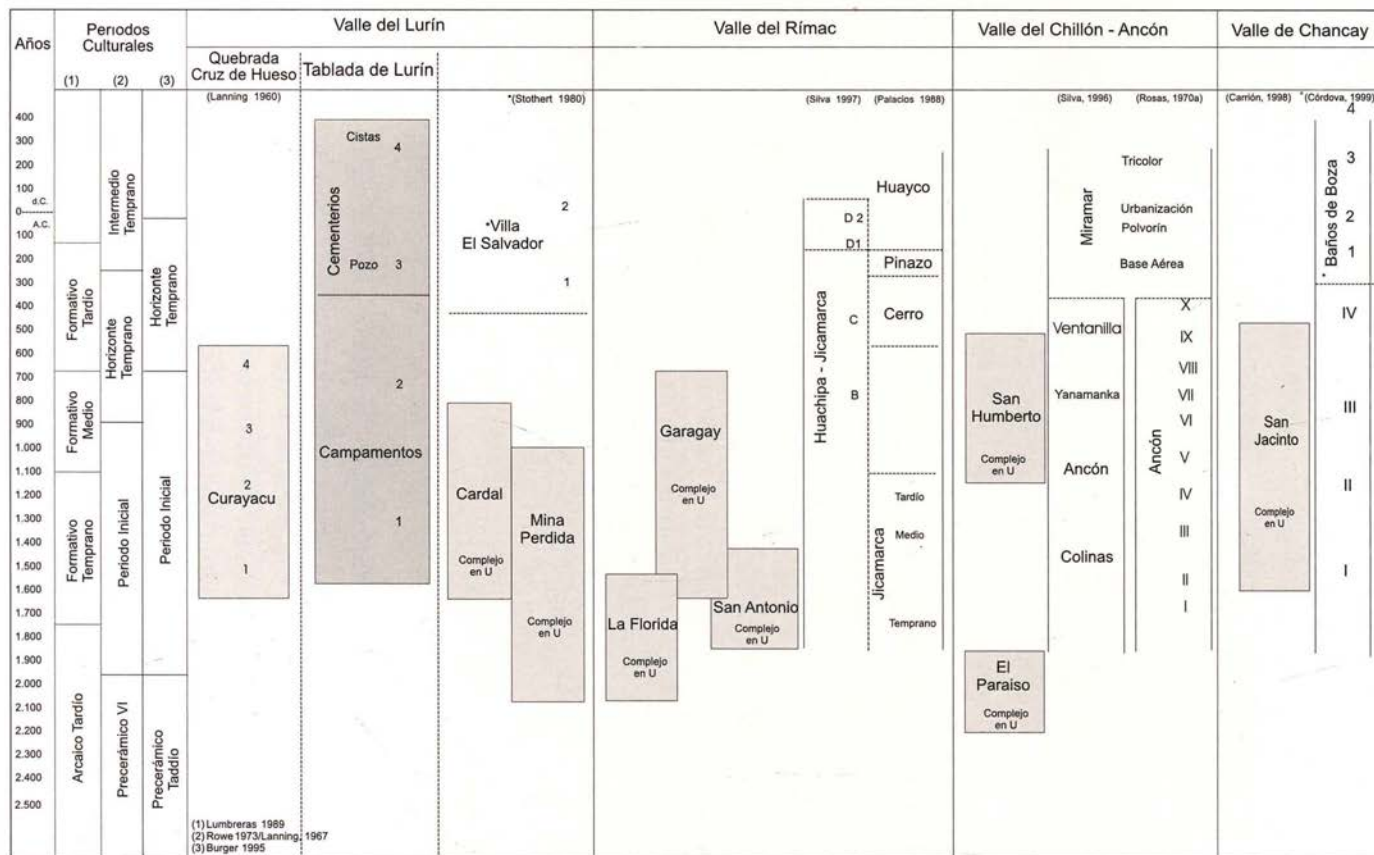 Años
Periodos
Culturales
(1) (2) (3)
Valle del Lurín
Valle del Rímac
Valle del Chillón - Ancón
Valle de Chancay
Quebrada
Cruz de Hueso
Tablada de Lurín
(Lanning 1960)
*(Stothert 1980)
(Silva 1997)
(Palacios 1988)
(Silva, 1996)
(Rosas, 1970a)
(Carrión, 1998)
*(Córdova, 1999)
400
300
200
100
d.C.
0
A.C.
100
200
300
400
500
600
700
800
900
1.000
1.100
1.200
1.300
1.400
1.500
1.600
1.700
1.800
1.900
2.000
2.100
2.200
2.300
2.400
2.500
Formativo
Tardío
Formativo
Medio
Formativo
Temprano
Arcaico Tardío
Intermedio
Temprano
Horizonte
Temprano
Periodo Inicial
Precerámico VI
Horizonte
Temprano
Periodo Inicial
Precerámico
Taddío
4
3
2
Curayacu
1
Cistas
4
Cementerios
Pozo 3
2
Campamentos
1
2
*Villa
El Salvador
1
Cardal
Complejo
en U
Mina
Perdida
Complejo
en U
La Florida
Complejo
en U
Garagay
Complejo
en U
San Antonio
Complejo
en U
D 2
D1
Huachipa - Jicamarca
C
B
Huayco
Pinazo
Cerro
Jicamarca
Tardío
Medio
Temprano
San
Humberto
Complejo
en U
El
Paraiso
Complejo
en U
Miramar
Ventanilla
Yanamanka
Ancón
Colinas
Tricolor
Urbanización
Polvorín
Base Aérea
Ancón
X
IX
VIII
VII
VI
V
IV
III
II
I
San
Jacinto
Complejo
en U
4
3
2
1
Baños de Boza
*
IV
III
II
I
(1) Lumbreras 1989
(2) Rowe 1973/Lanning, 1967
(3) Burger 1995